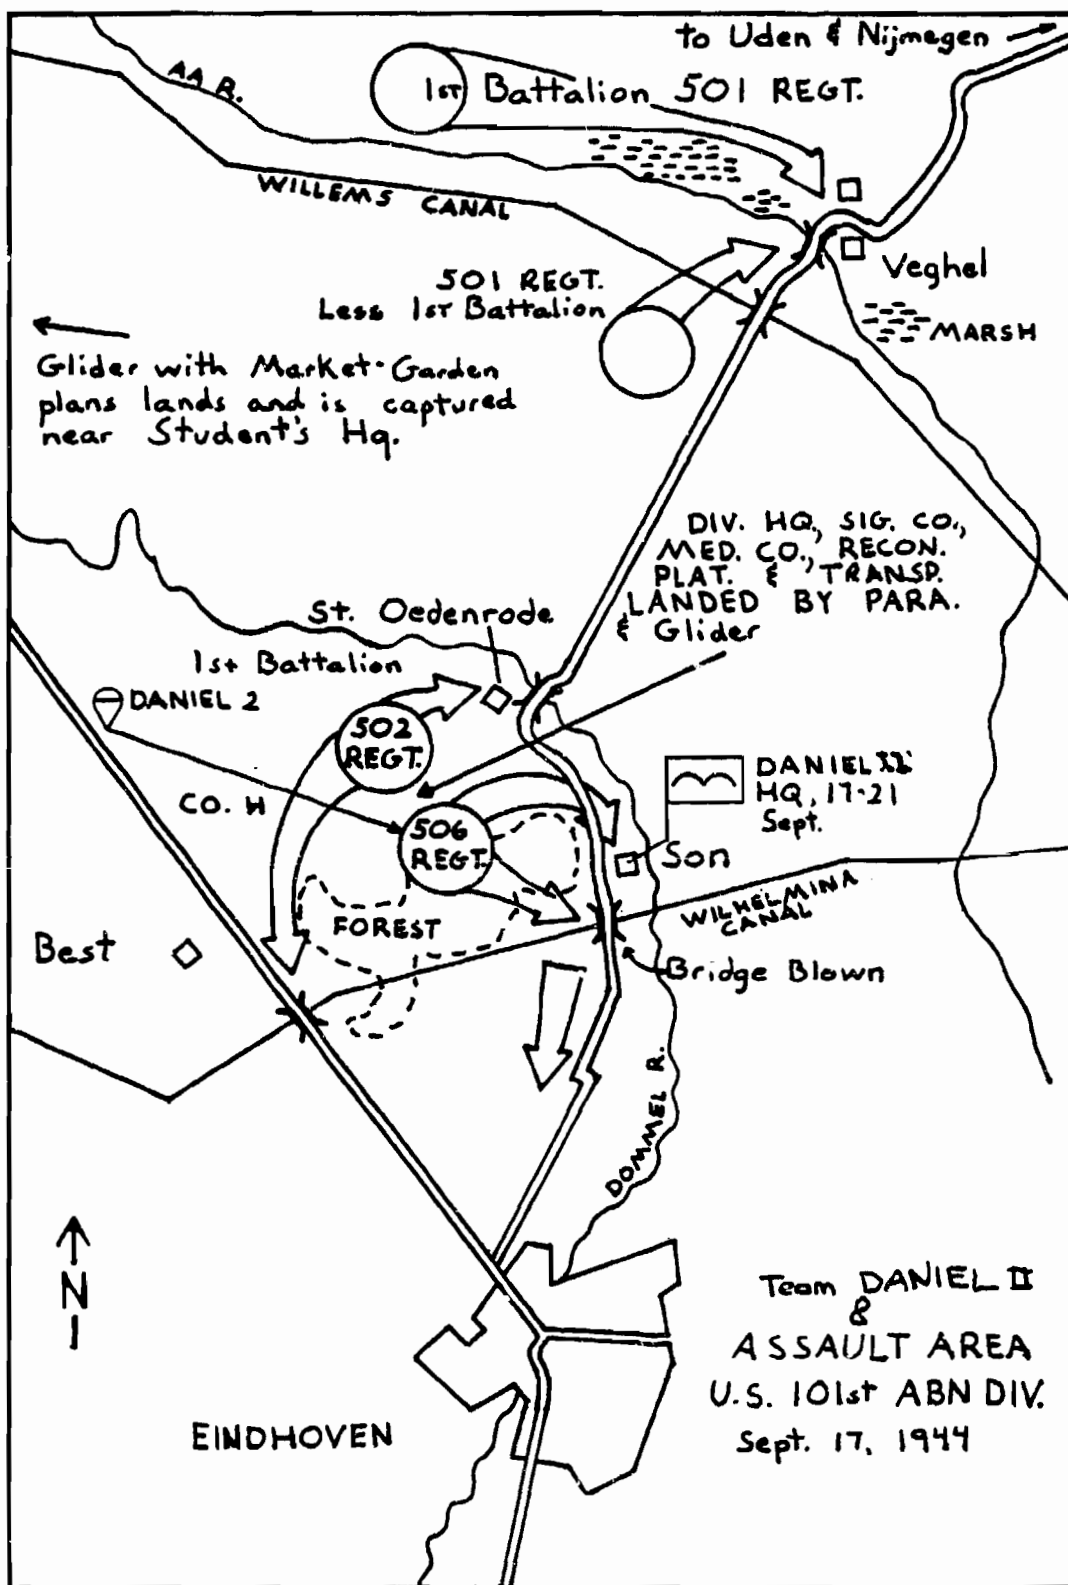 to Uden & Nijmegen
AA R.
1ST Battalion 501 REGT.
WILLEMS CANAL
501 REGT.
Less 1ST Battalion
Veghel
MARSH
Glider with Market-Garden
plans lands and is captured
near Student's Hq.
DIV. HQ., SIG. CO.,
MED. CO., RECON.
PLAT. & TRANSP.
LANDED BY PARA.
& Glider
St. Oedenrode
1st Battalion
DANIEL 2
502
REGT.
CO. H
506
REGT.
DANIEL II
HQ, 17-21
Sept.
Son
WILHELMINA
CANAL
FOREST
Best
Bridge Blown
DOMMEL R.
N
EINDHOVEN
Team DANIEL II
&
ASSAULT AREA
U.S. 101st ABN DIV.
Sept. 17, 1944